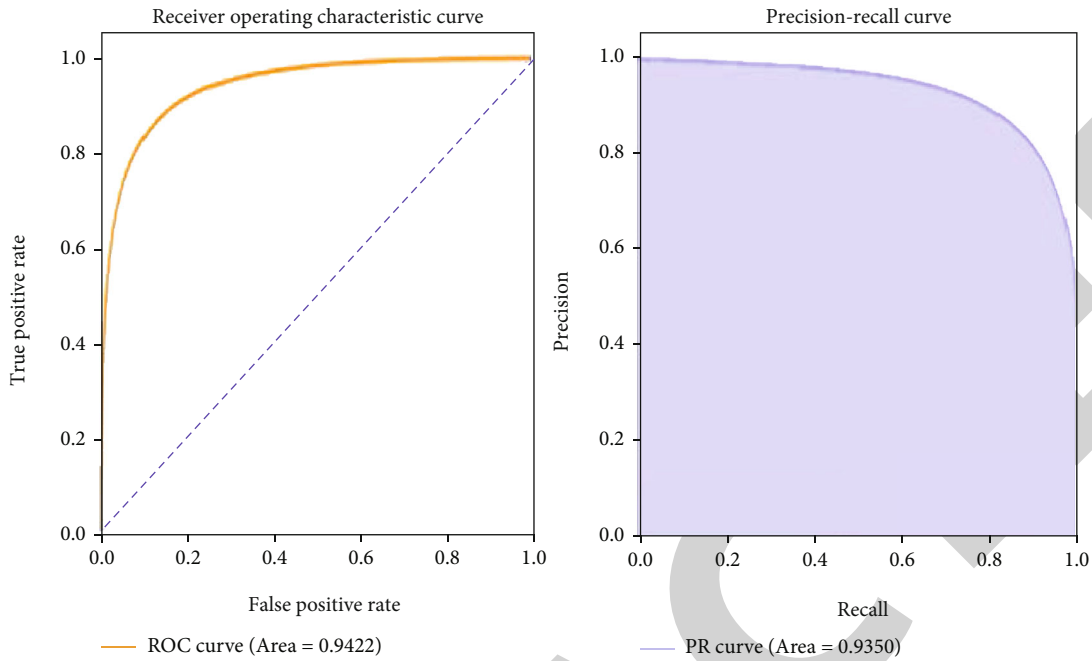 Receiver operating characteristic curve
1.0
0.8
0.6
0.4
0.2
0.0
True positive rate
0.0 0.2 0.4 0.6 0.8 1.0
False positive rate
ROC curve (Area = 0.9422)
Precision-recall curve
1.0
0.8
0.6
0.4
0.2
0.0
Precision
0.0 0.2 0.4 0.6 0.8 1.0
Recall
PR curve (Area = 0.9350)